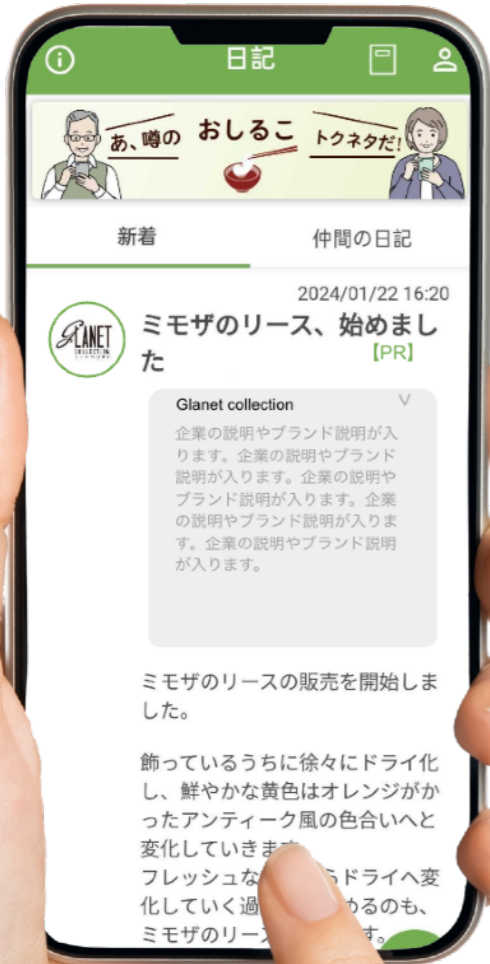 日記
あ、噂の おしるこ トクネタだ!
新着 仲間の日記
2024/01/22 16:20
GLANET
COLLECTION
ミモザのリース、始めまし
た 【PR】
Glanet collection
企業の説明やブランド説明が入
ります。企業の説明やブランド
説明が入ります。企業の説明や
ブランド説明が入ります。企業
の説明やブランド説明が入りま
す。企業の説明やブランド説明
が入ります。
ミモザのリースの販売を開始しま
した。
飾っているうちに徐々にドライ化
し、鮮やかな黄色はオレンジがか
ったアンティーク風の色合いへと
変化していきま
フレッシュな らドライへ変
化していく過 めるのも、
ミモザのリー す。